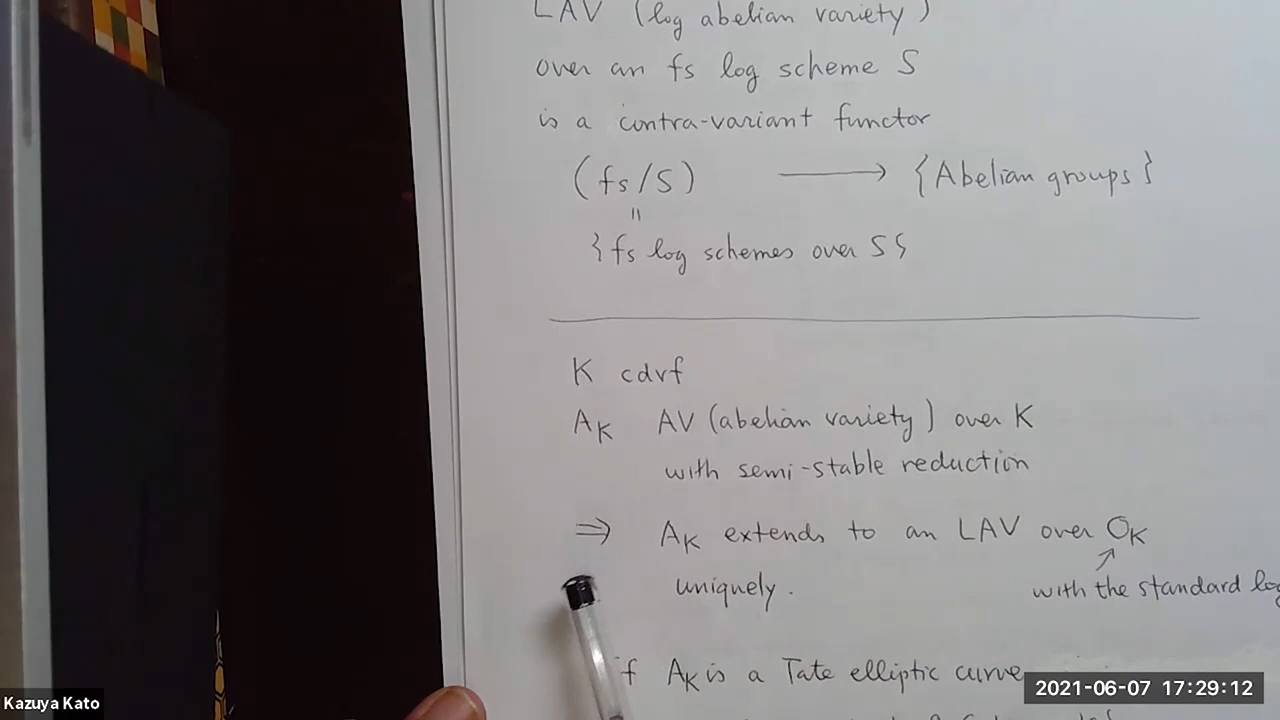 LAV (log abelian variety)
over an fs log scheme S
is a contra-variant functor
(fs/S) ⟶ {Abelian groups}
=
{fs log schemes over S}
K cdvf
A_K AV (abelian variety) over K
with semi-stable reduction
⇒ A_K extends to an LAV over O_K
uniquely.
with the standard log
if A_K is a Tate elliptic curve
2021-06-07 17:29:12
Kazuya Kato